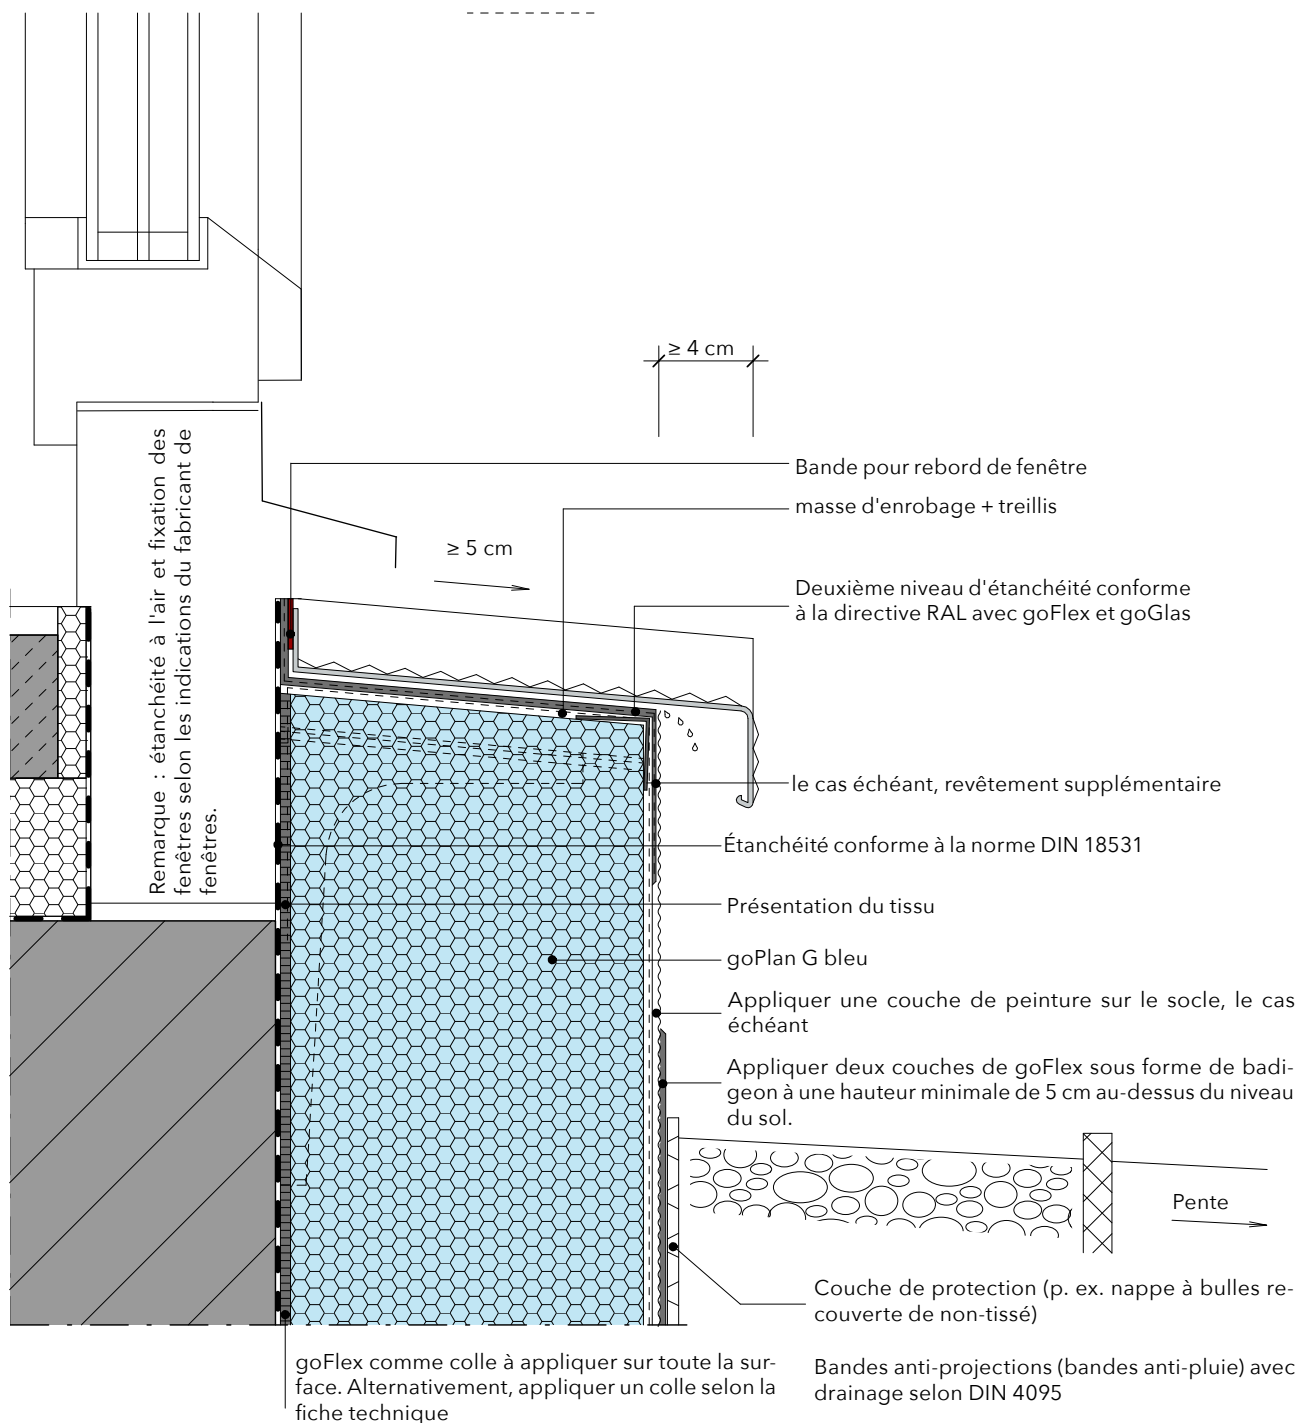 ≥ 4 cm
Bande pour rebord de fenêtre
masse d'enrobage + treillis
≥ 5 cm
Deuxième niveau d'étanchéité conforme
à la directive RAL avec goFlex et goGlas
Remarque : étanchéité à l'air et fixation des
fenêtres selon les indications du fabricant de
fenêtres.
le cas échéant, revêtement supplémentaire
Étanchéité conforme à la norme DIN 18531
Présentation du tissu
goPlan G bleu
Appliquer une couche de peinture sur le socle, le cas
échéant
Appliquer deux couches de goFlex sous forme de badi-
geon à une hauteur minimale de 5 cm au-dessus du niveau
du sol.
Pente
Couche de protection (p. ex. nappe à bulles re-
couverte de non-tissé)
goFlex comme colle à appliquer sur toute la sur-
face. Alternativement, appliquer un colle selon la
fiche technique
Bandes anti-projections (bandes anti-pluie) avec
drainage selon DIN 4095